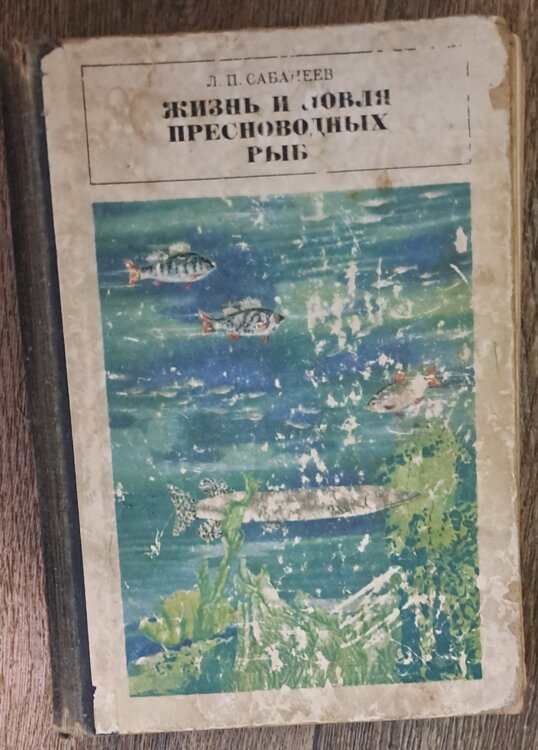 Л. П. САБАНЕЕВ
ЖИЗНЬ И ЛОВЛЯ
ПРЕСНОВОДНЫХ
РЫБ